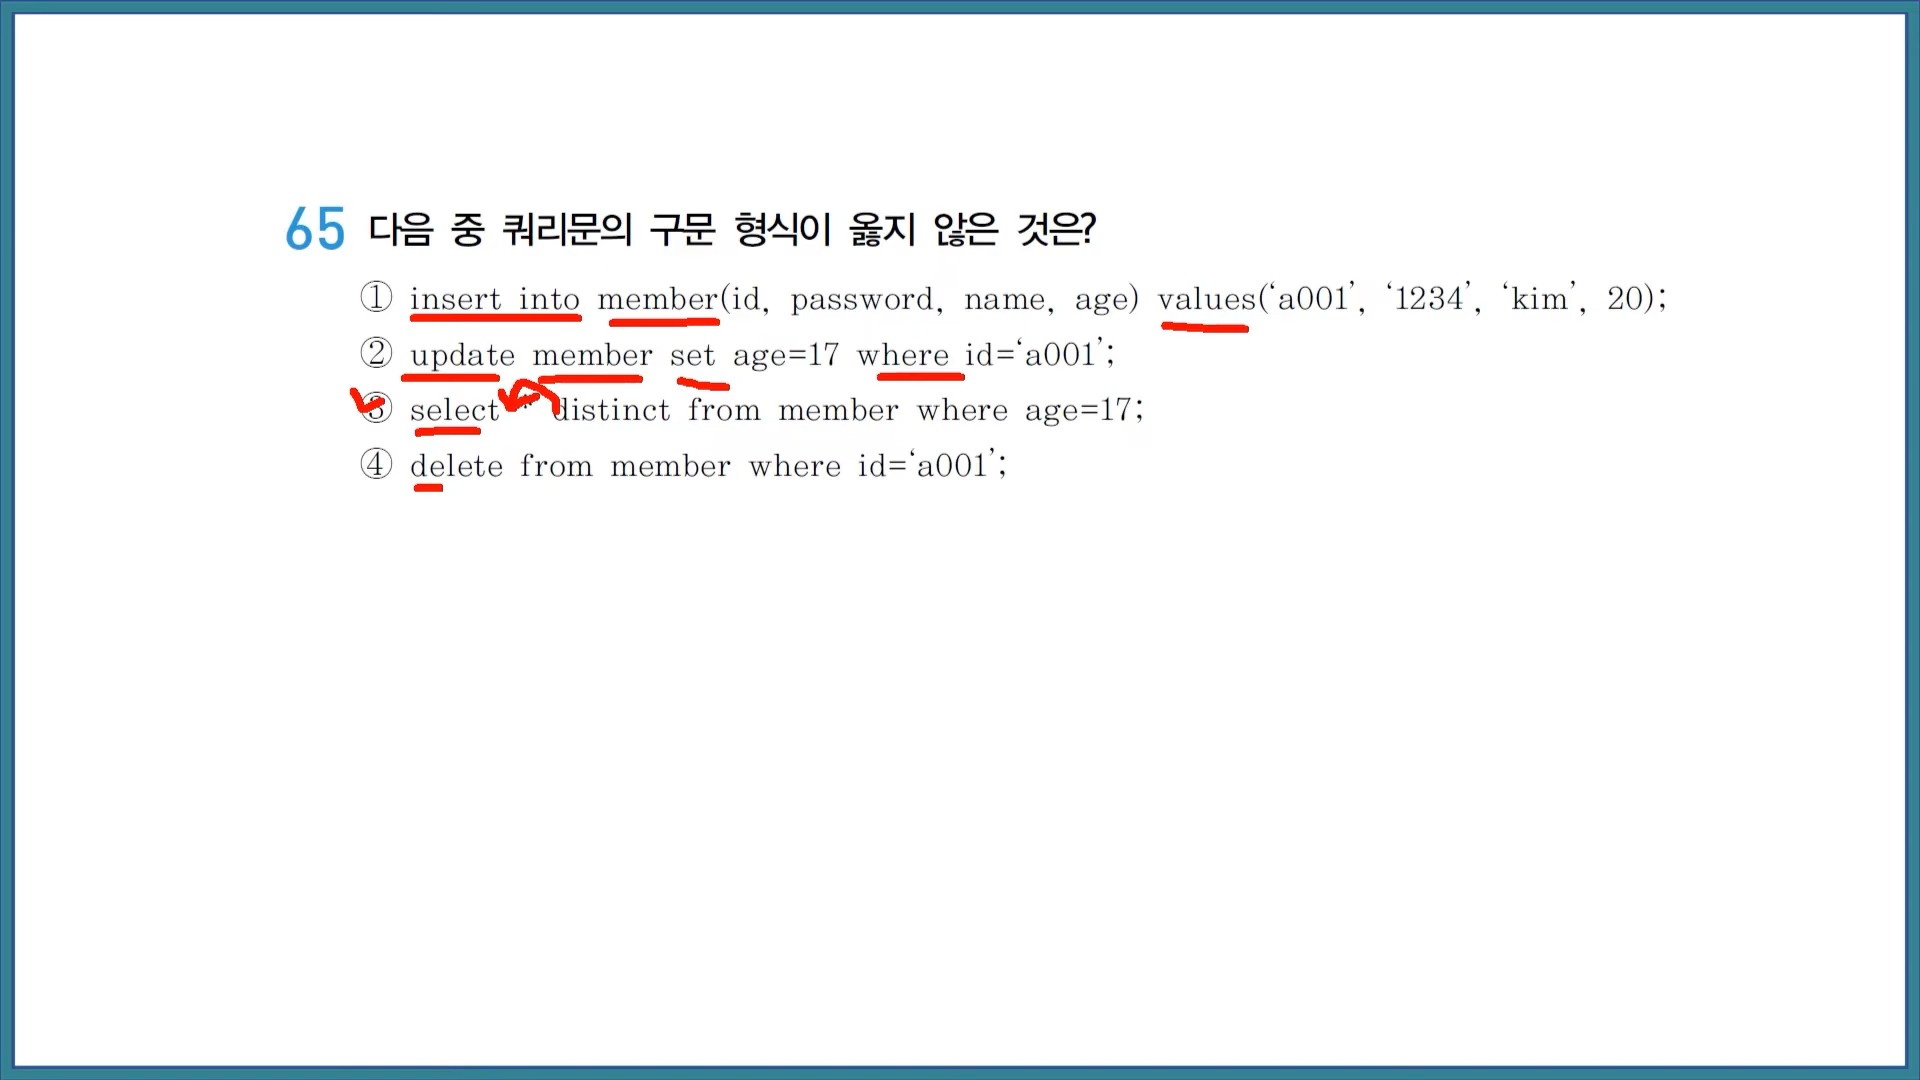 65 다음 중 쿼리문의 구문 형식이 옳지 않은 것은?
① insert into member(id, password, name, age) values(‘a001’, ‘1234’, ‘kim’, 20);
② update member set age=17 where id=‘a001’;
③ select * distinct from member where age=17;
④ delete from member where id=‘a001’;